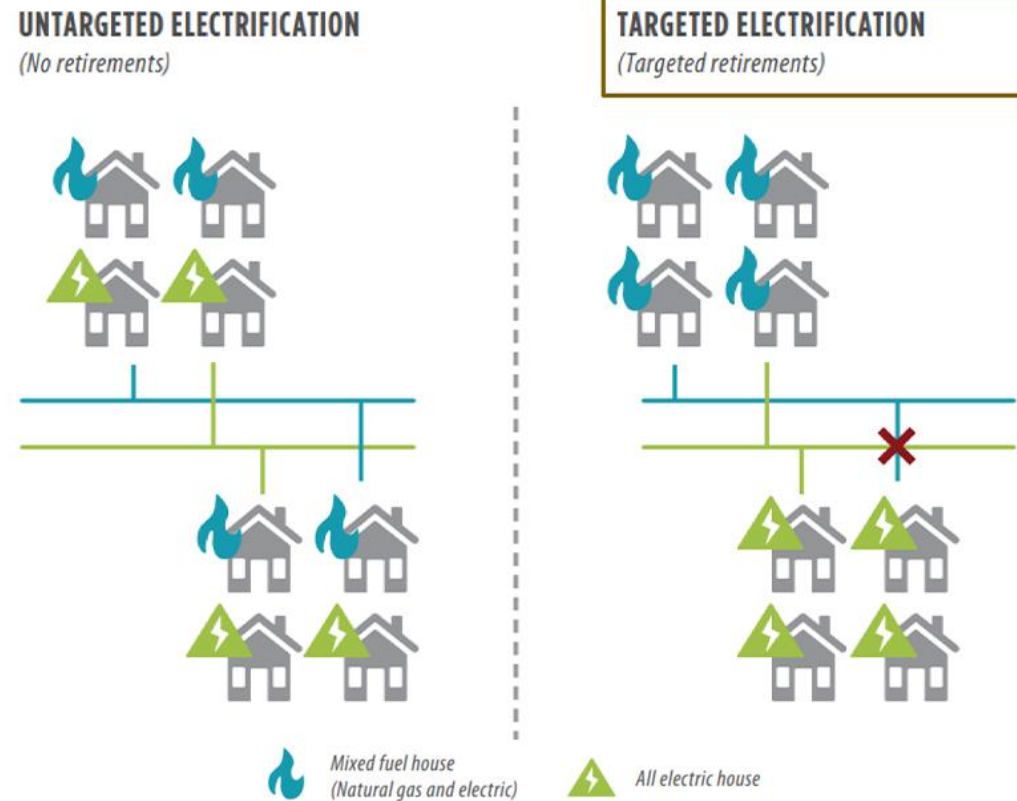 UNTARGETED ELECTRIFICATION
(No retirements)
TARGETED ELECTRIFICATION
(Targeted retirements)
Mixed fuel house
(Natural gas and electric)
All electric house